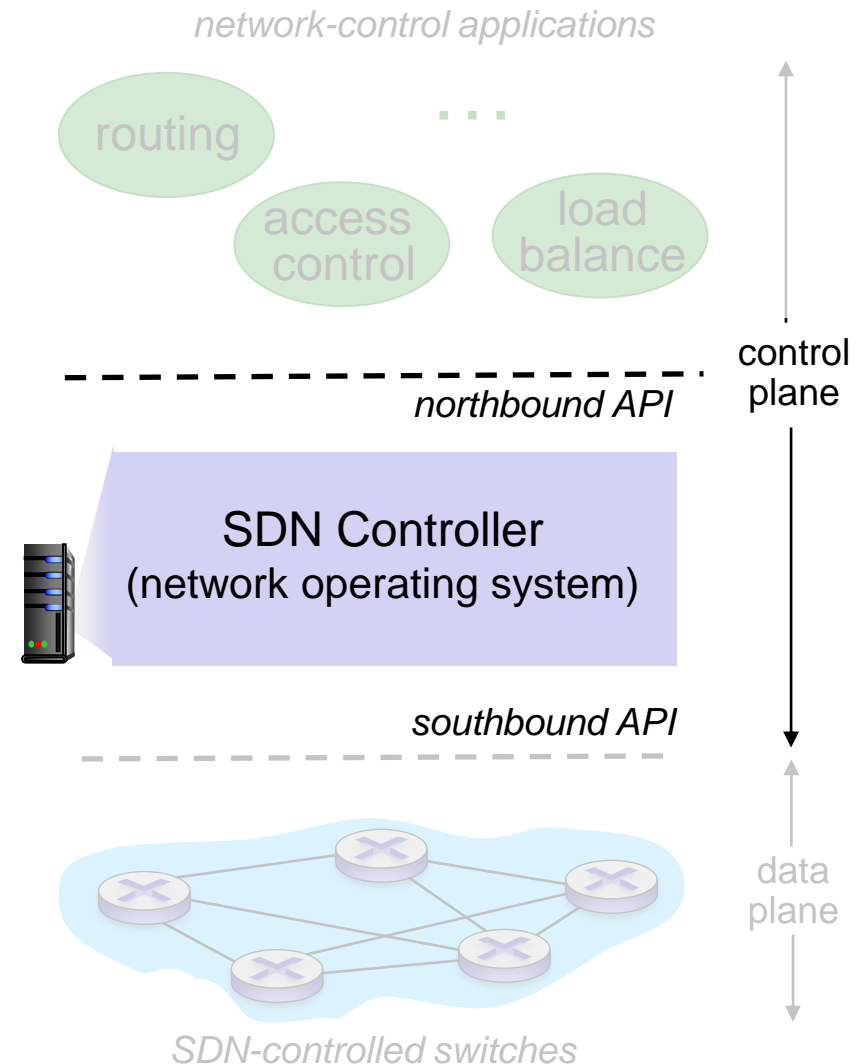 network-control applications
routing
...
access
control
load
balance
control
plane
northbound API
SDN Controller
(network operating system)
southbound API
data
plane
SDN-controlled switches